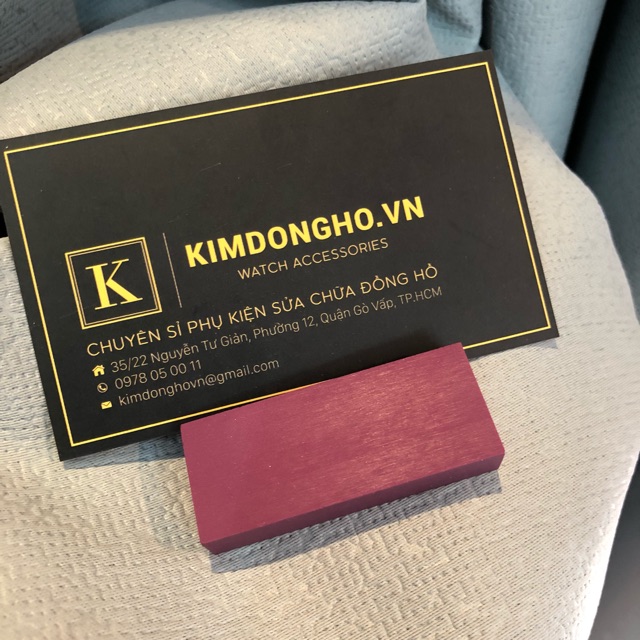 KIMDONGHO.VN
WATCH ACCESSORIES
K
CHUYÊN SỈ PHỤ KIỆN SỬA CHỮA ĐỒNG HỒ
35/22 Nguyễn Tư Giản, Phường 12, Quận Gò Vấp, TP.HCM
0978 05 00 11
kimdonghovn@gmail.com